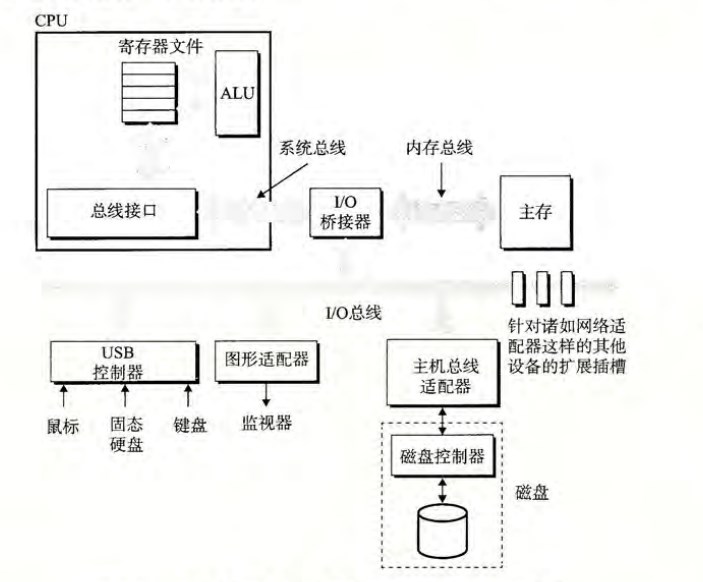 CPU
寄存器文件
ALU
系统总线
内存总线
总线接口
I/O
桥接器
主存
I/O总线
针对诸如网络适
配器这样的其他
设备的扩展插槽
USB
控制器
图形适配器
主机总线
适配器
鼠标
固态
硬盘
键盘
监视器
磁盘控制器
磁盘